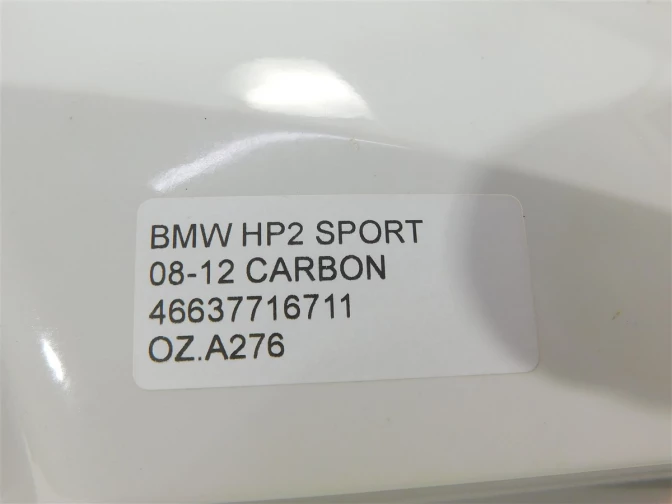 BMW HP2 SPORT
08-12 CARBON
46637716711
OZ.A276